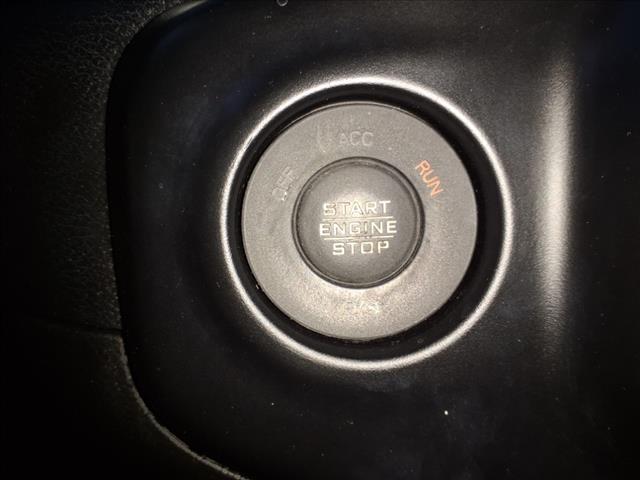 OFF
ACC
RUN
START
ENGINE
STOP